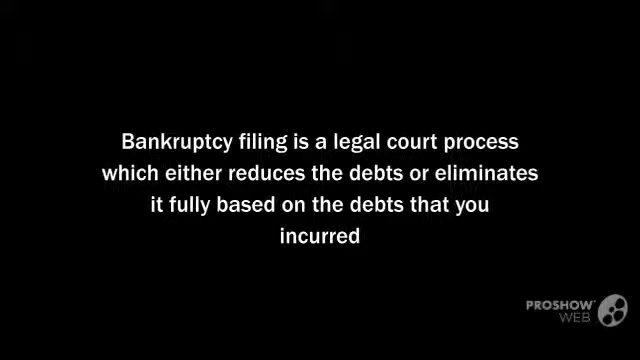 Bankruptcy filing is a legal court process
which either reduces the debts or eliminates
it fully based on the debts that you
incurred
PROSHOW
WEB